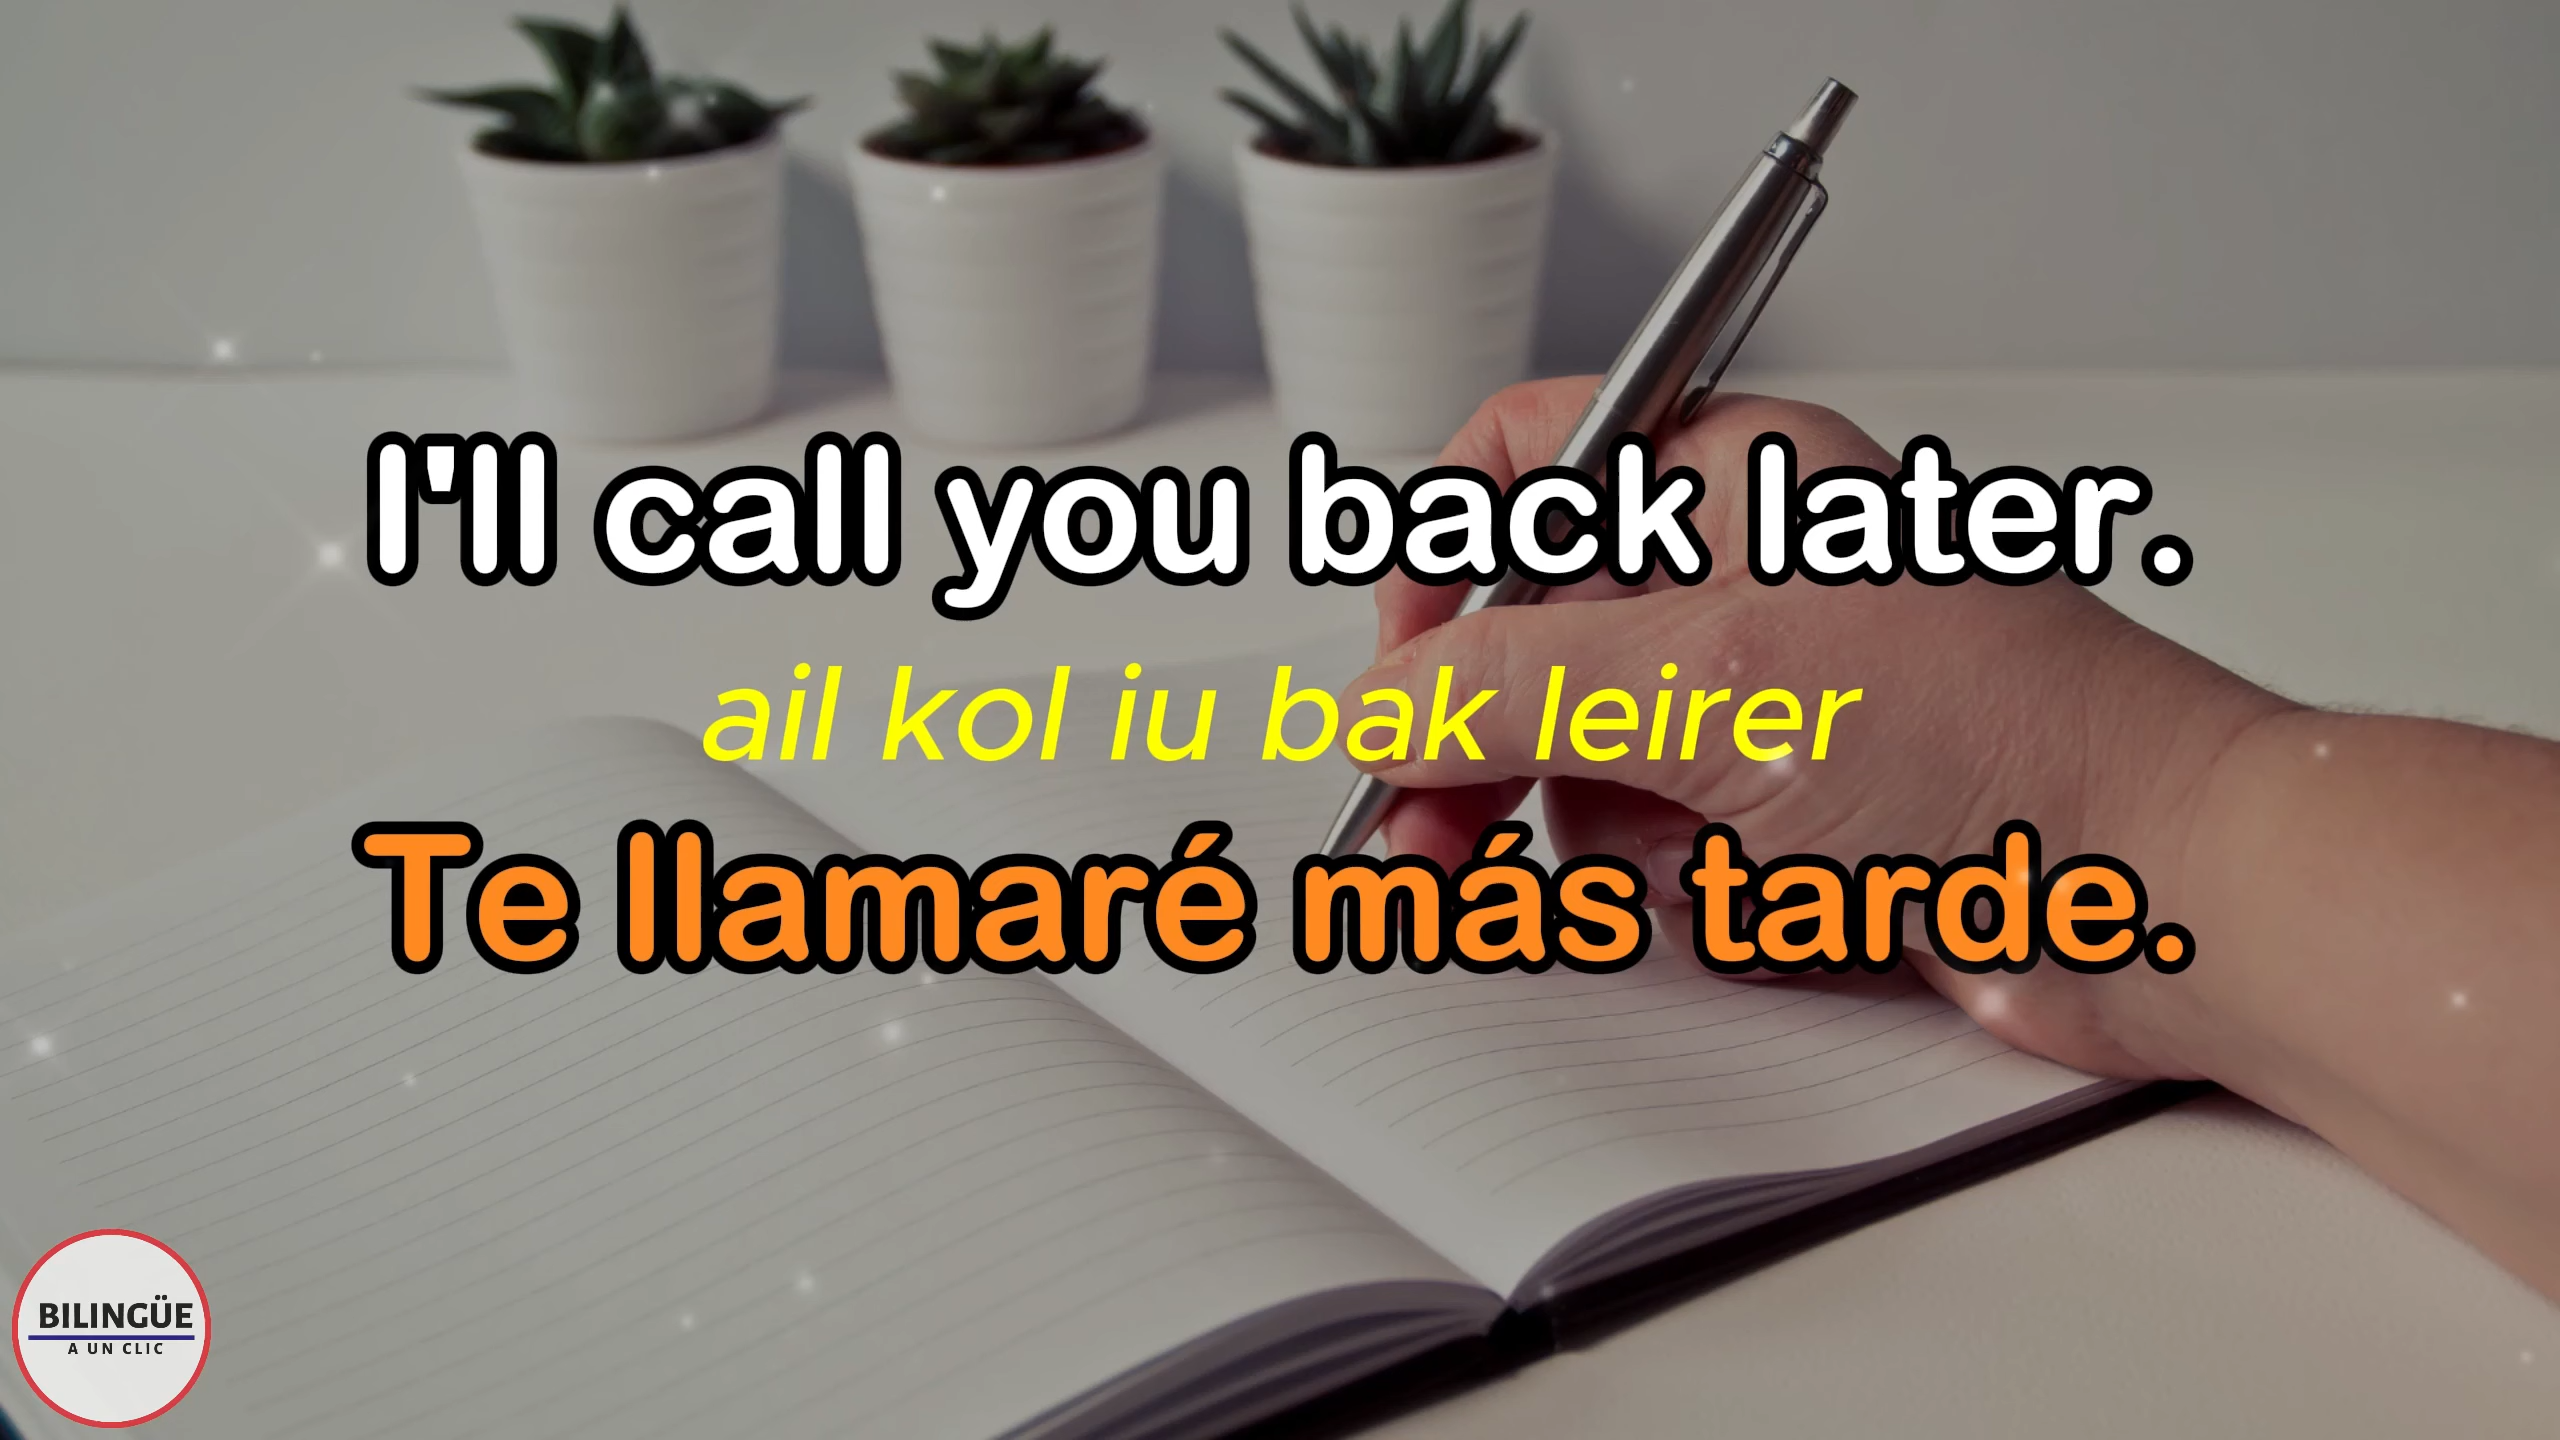 I'll call you back later.
ail kol iu bak leirer
Te llamaré más tarde.
BILINGÜE
A UN CLIC